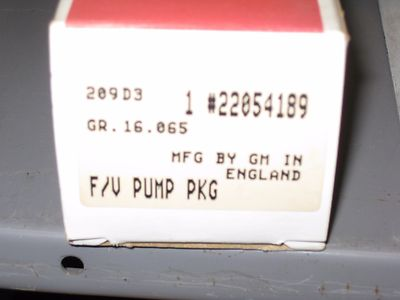 209D3 1 #22054189
GR.16.065
MFG BY GM IN
ENGLAND
F/V PUMP PKG